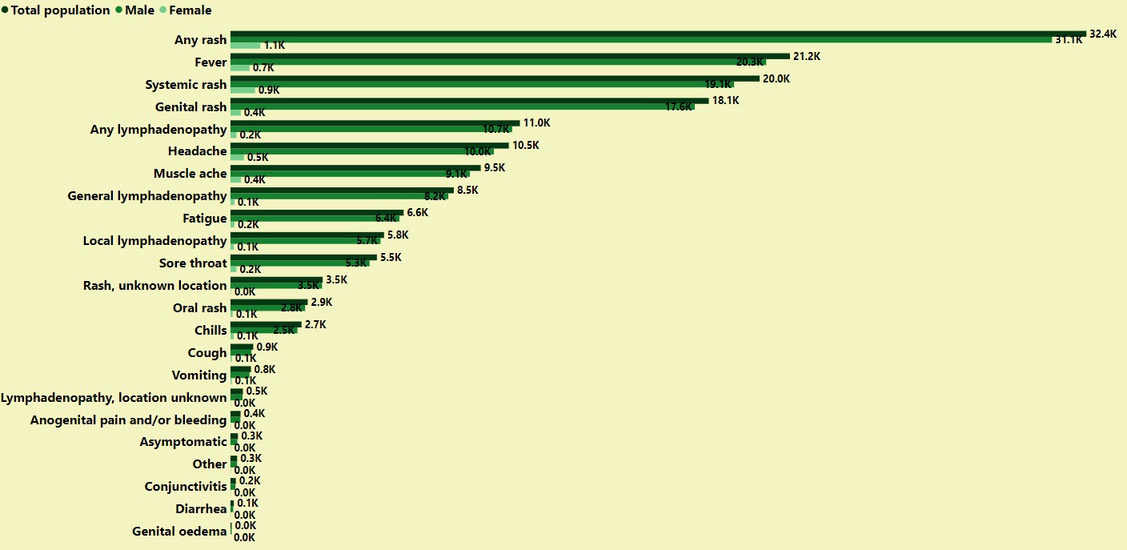 Total population Male Female
Any rash 32.4K 31.1K 1.1K
Fever 21.2K 20.3K 0.7K
Systemic rash 20.0K 19.1K 0.9K
Genital rash 18.1K 17.6K 0.4K
Any lymphadenopathy 11.0K 10.7K 0.2K
Headache 10.5K 10.0K 0.5K
Muscle ache 9.5K 9.1K 0.4K
General lymphadenopathy 8.5K 8.2K 0.1K
Fatigue 6.6K 6.4K 0.2K
Local lymphadenopathy 5.8K 5.7K 0.1K
Sore throat 5.5K 5.3K 0.2K
Rash, unknown location 3.5K 3.5K 0.0K
Oral rash 2.9K 2.8K 0.1K
Chills 2.7K 2.5K 0.1K
Cough 0.9K 0.1K
Vomiting 0.8K 0.1K
Lymphadenopathy, location unknown 0.5K 0.0K
Anogenital pain and/or bleeding 0.4K 0.0K
Asymptomatic 0.3K 0.0K
Other 0.3K 0.0K
Conjunctivitis 0.2K 0.0K
Diarrhea 0.1K 0.0K
Genital oedema 0.0K 0.0K